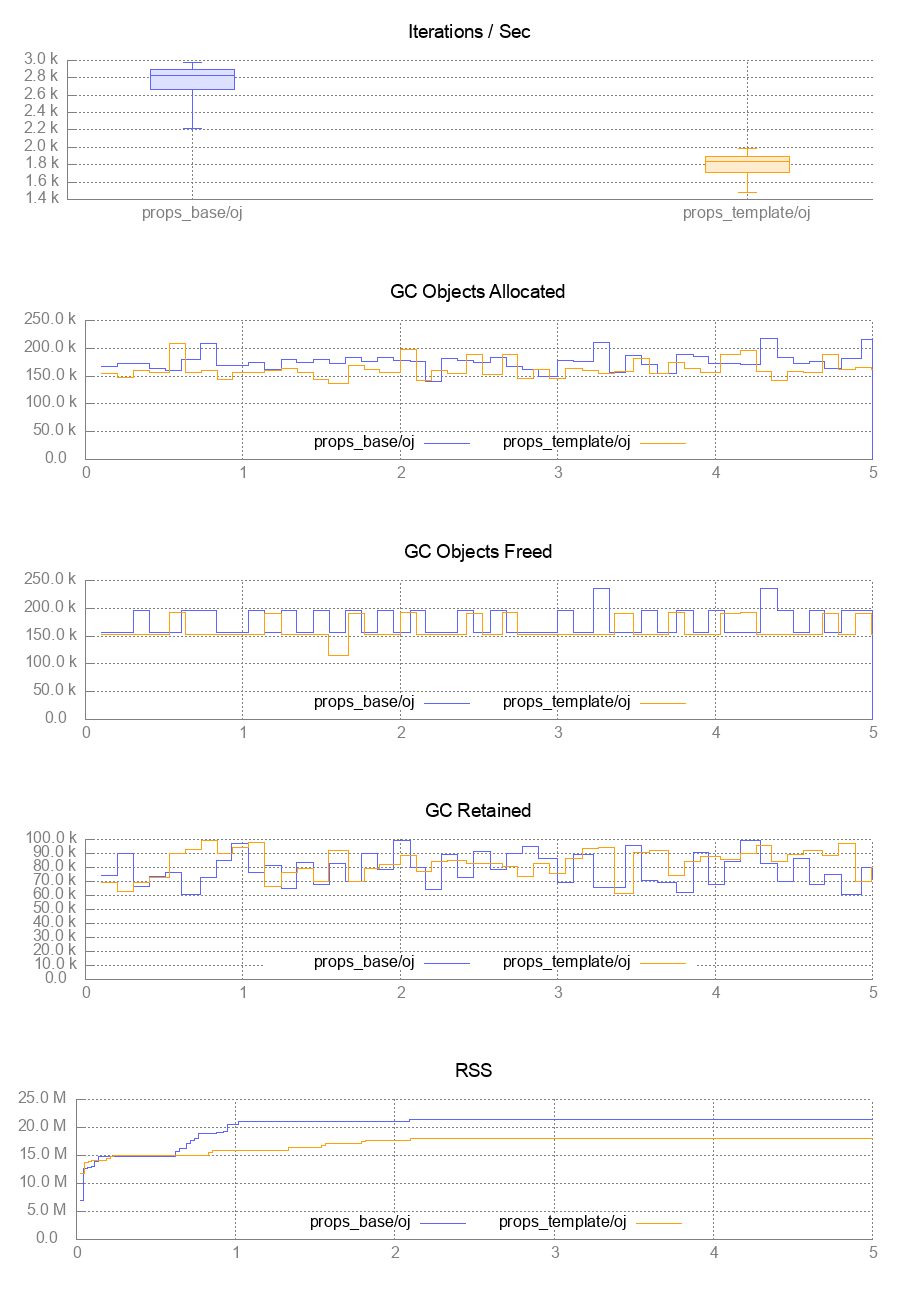 Iterations / Sec
3.0 k
2.8 k
2.6 k
2.4 k
2.2 k
2.0 k
1.8 k
1.6 k
1.4 k
props_base/oj props_template/oj
GC Objects Allocated
250.0 k
200.0 k
150.0 k
100.0 k
50.0 k
props_base/oj props_template/oj
0.0
0 1 2 3 4 5
GC Objects Freed
250.0 k
200.0 k
150.0 k
100.0 k
50.0 k
props_base/oj props_template/oj
0.0
0 1 2 3 4 5
GC Retained
100.0 k
90.0 k
80.0 k
70.0 k
60.0 k
50.0 k
40.0 k
30.0 k
20.0 k
10.0 k props_base/oj props_template/oj
0.0
0 1 2 3 4 5
RSS
25.0 M
20.0 M
15.0 M
10.0 M
5.0 M
props_base/oj props_template/oj
0.0
0 1 2 3 4 5